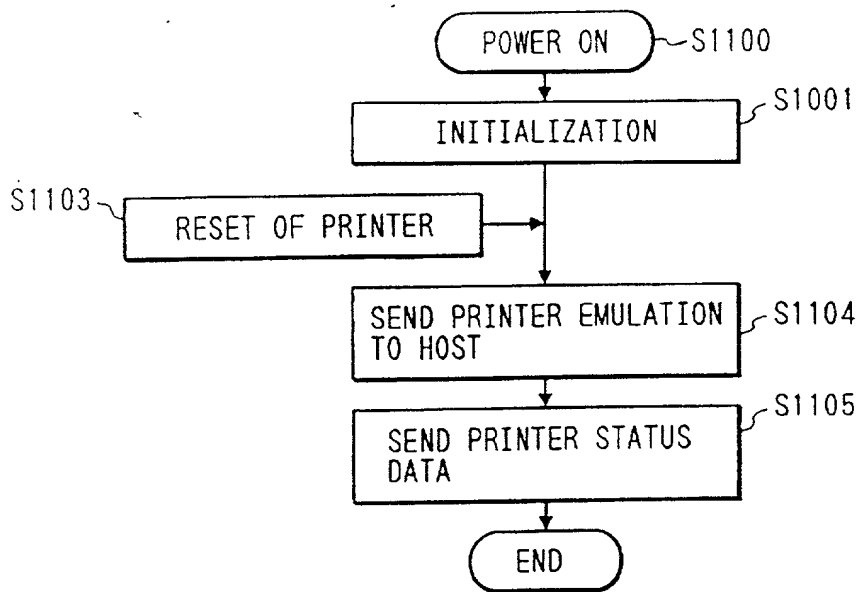 POWER ON
S1100
INITIALIZATION
S1001
S1103
RESET OF PRINTER
SEND PRINTER EMULATION
TO HOST
S1104
SEND PRINTER STATUS
DATA
S1105
END